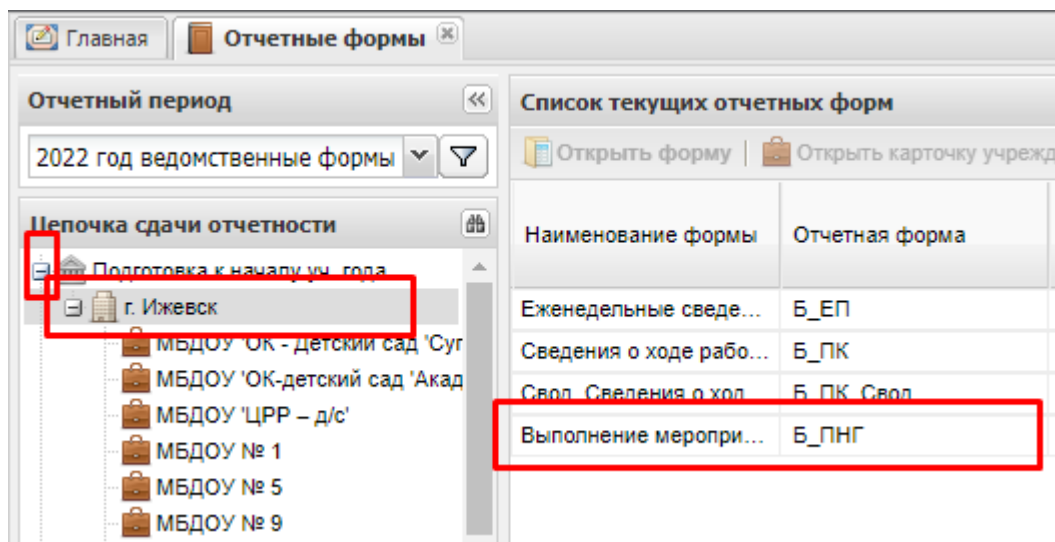 Главная
Отчетные формы
Отчетный период
2022 год ведомственные формы
Цепочка сдачи отчетности
Подготовка к началу уч. года
г. Ижевск
МБДОУ 'ОК - Детский сад 'Суг
МБДОУ 'ОК-детский сад 'Акад
МБДОУ 'ЦРР – д/с'
МБДОУ № 1
МБДОУ № 5
МБДОУ № 9
Список текущих отчетных форм
Открыть форму | Открыть карточку учрежд
Наименование формы Отчетная форма
Еженедельные сведе... Б_ЕП
Сведения о ходе рабо... Б_ПК
Свод_Сведения о ход... Б_ПК_Свод
Выполнение меропри... Б_ПНГ